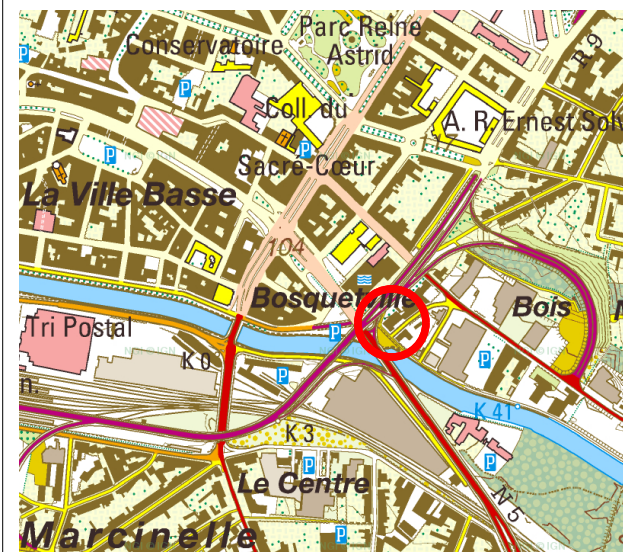 Parc Reine
Astrid
Conservatoire
R 9
P
P
Coll. du
A. R. Ernest Solv
P
P
Sacré-Cœur
La Ville Basse
104
Bosquetville
Bois
Tri Postal
P
K 0
P
P
n.
K 41
K 3
P
P
Le Centre
N 5
Marcinelle
P